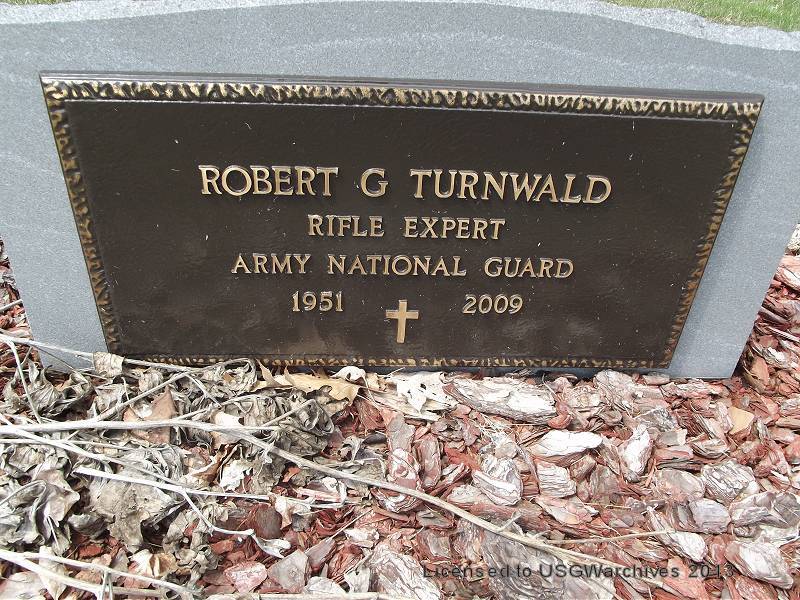 ROBERT G TURNWALD
RIFLE EXPERT
ARMY NATIONAL GUARD
1951 2009
Licensed to USGWarchives 2013